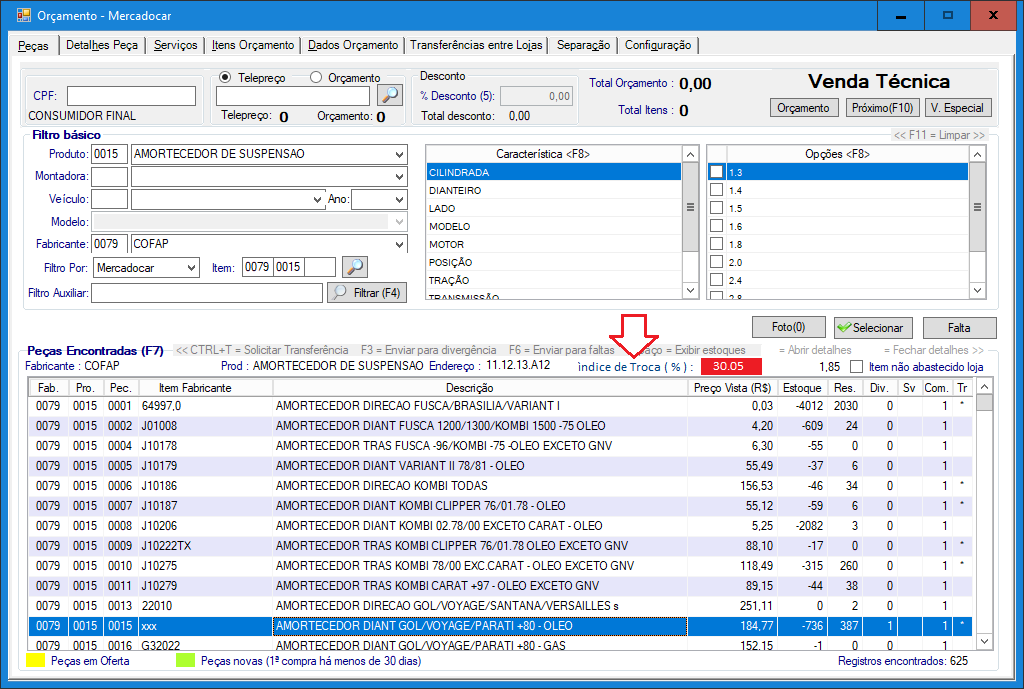 Orçamento - Mercadocar
Peças Detalhes Peça Serviços Itens Orçamento Dados Orçamento Transferências entre Lojas Separação Configuração
CPF:
CONSUMIDOR FINAL
Telepreço Orçamento
Telepreço: 0 Orçamento: 0
Desconto
% Desconto (5): 0,00
Total desconto: 0,00
Total Orçamento : 0,00
Total Itens : 0
Venda Técnica
Orçamento Próximo(F10) V. Especial
Filtro básico
<< F11 = Limpar >>
Produto: 0015 AMORTECEDOR DE SUSPENSAO
Montadora:
Veículo: Ano:
Modelo:
Fabricante: 0079 COFAP
Filtro Por: Mercadocar Item: 0079 0015
Filtro Auxiliar: Filtrar (F4)
Característica <F8>
CILINDRADA
DIANTEIRO
LADO
MODELO
MOTOR
POSIÇÃO
TRAÇÃO
TRANSMISSÃO
Opções <F8>
1.3
1.4
1.5
1.6
1.8
2.0
2.4
2.8
Foto(0) Selecionar Falta
Peças Encontradas (F7) << CTRL+T = Solicitar Transferência F3 = Enviar para divergência F6 = Enviar para faltas aço = Exibir estoques = Abrir detalhes = Fechar detalhes >>
Fabricante : COFAP Prod : AMORTECEDOR DE SUSPENSAO Endereço : 11.12.13.A12 Índice de Troca ( % ) : 30.05 1,85 Item não abastecido loja
Fab. Pro. Pec. Item Fabricante Descrição Preço Vista (R$) Estoque Res. Div. Sv Com. Tr
0079 0015 0001 64997,0 AMORTECEDOR DIRECAO FUSCA/BRASILIA/VARIANT I 0,03 -4012 2030 0 1 *
0079 0015 0002 J01008 AMORTECEDOR DIANT FUSCA 1200/1300/KOMBI 1500 -75 OLEO 4,20 -609 24 0 1
0079 0015 0004 J10178 AMORTECEDOR TRAS FUSCA -96/KOMBI -75 -OLEO EXCETO GNV 6,30 -55 0 0 1
0079 0015 0005 J10179 AMORTECEDOR DIANT VARIANT II 78/81 - OLEO 55,49 -37 6 0 1
0079 0015 0006 J10186 AMORTECEDOR DIRECAO KOMBI TODAS 156,53 -46 34 0 1 *
0079 0015 0007 J10187 AMORTECEDOR DIANT KOMBI CLIPPER 76/01.78 - OLEO 55,12 -59 6 0 1 *
0079 0015 0008 J10206 AMORTECEDOR DIANT KOMBI 02.78/00 EXCETO CARAT - OLEO 5,25 -2082 3 0 1
0079 0015 0009 J10222TX AMORTECEDOR TRAS KOMBI CLIPPER 76/01.78 OLEO EXCETO GNV 88,10 -17 0 0 1 *
0079 0015 0010 J10275 AMORTECEDOR TRAS KOMBI 78/00 EXC.CARAT - OLEO EXCETO GNV 118,49 -315 260 0 1 *
0079 0015 0011 J10279 AMORTECEDOR TRAS KOMBI CARAT +97 - OLEO EXCETO GNV 89,15 -44 38 0 1
0079 0015 0013 22010 AMORTECEDOR DIRECAO GOL/VOYAGE/SANTANA/VERSAILLES s 251,11 0 2 0 1
0079 0015 0015 xxx AMORTECEDOR DIANT GOL/VOYAGE/PARATI +80 - OLEO 184,77 -736 387 1 1 *
0079 0015 0016 G32022 AMORTECEDOR DIANT GOL/VOYAGE/PARATI +80 - GAS 152,15 -1 0 0 1
Peças em Oferta Peças novas (1ª compra há menos de 30 dias) Registros encontrados: 625